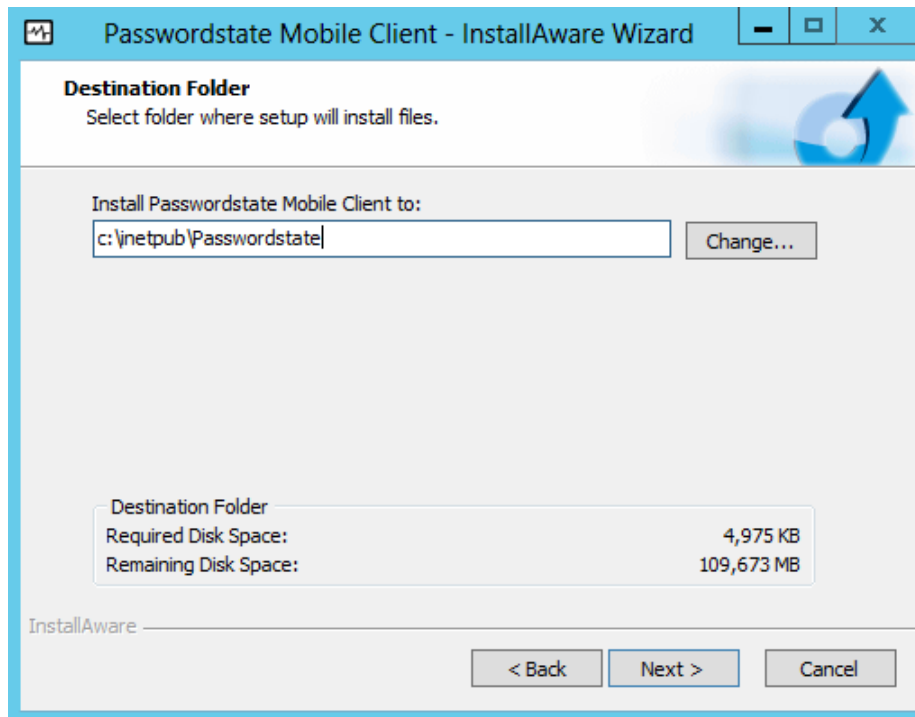 Passwordstate Mobile Client - InstallAware Wizard
Destination Folder
Select folder where setup will install files.
Install Passwordstate Mobile Client to:
c:\inetpub\Passwordstate
Change...
Destination Folder
Required Disk Space: 4,975 KB
Remaining Disk Space: 109,673 MB
InstallAware
< Back Next > Cancel